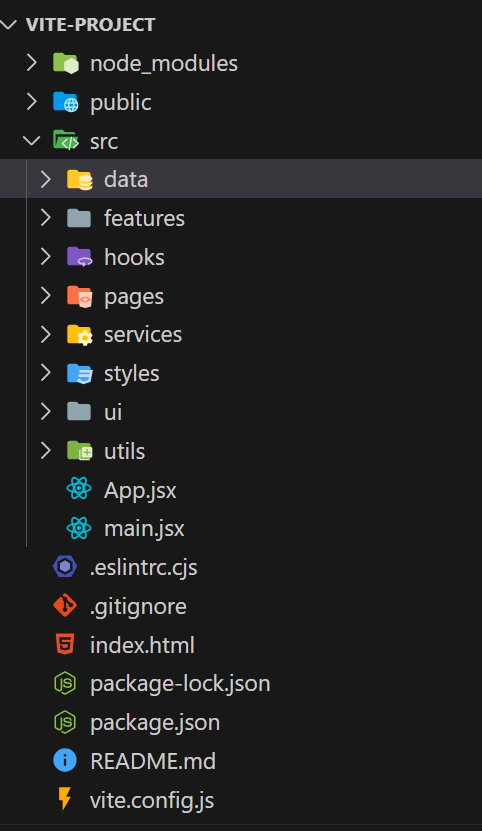 VITE-PROJECT
node_modules
public
src
data
features
hooks
pages
services
styles
ui
utils
App.jsx
main.jsx
.eslintrc.cjs
.gitignore
index.html
package-lock.json
package.json
README.md
vite.config.js